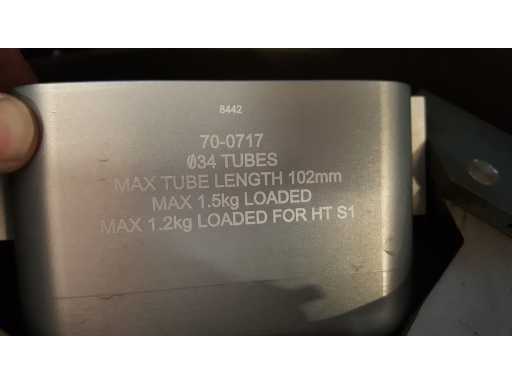 8442
70-0717
Ø34 TUBES
MAX TUBE LENGTH 102mm
MAX 1.5kg LOADED
MAX 1.2kg LOADED FOR HT S1